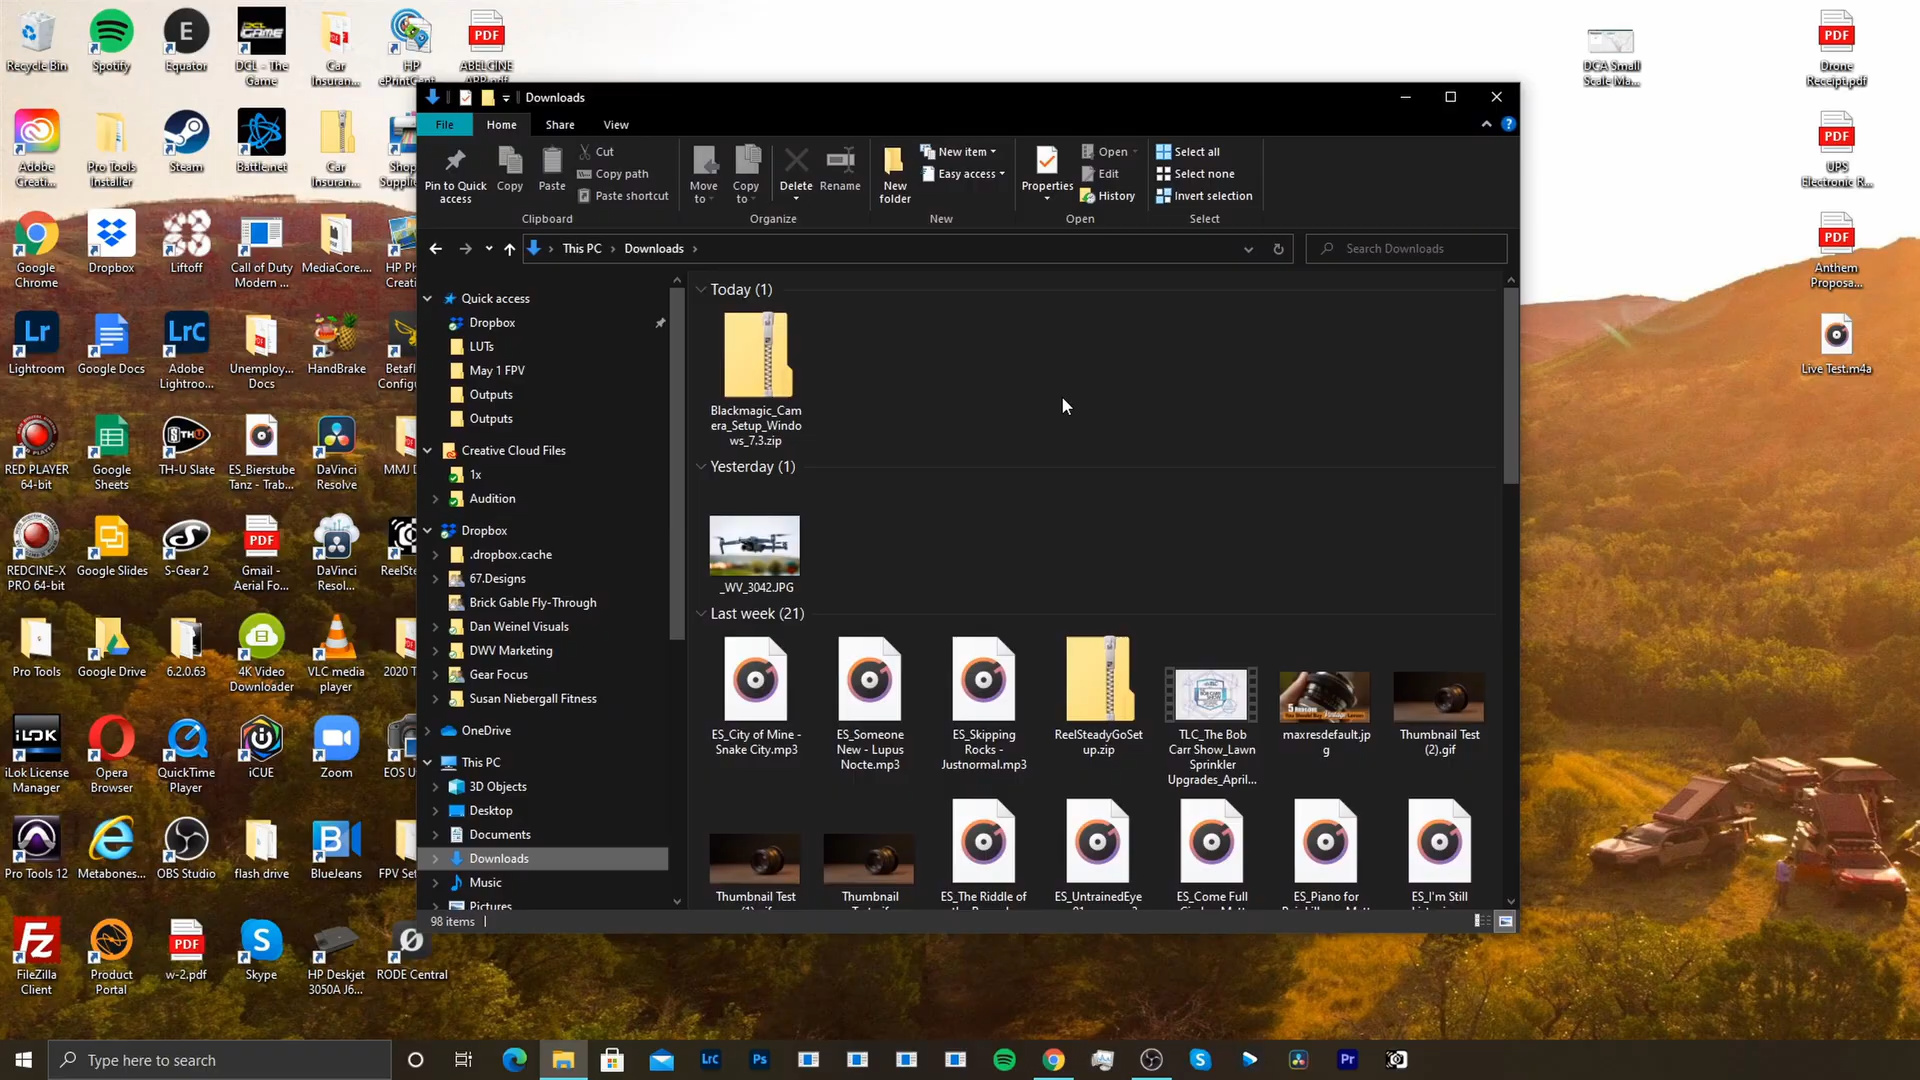 Recycle Bin
Spotify
Equator
DCL - The
Game
Car
Insuran...
HP
ePrintCent...
ABELCINE
APP.pdf
DCA Small
Scale Ma...
Drone
Receipt.pdf
Adobe
Creati...
Pro Tools
Installer
Steam
Battle.net
Car
Insuran...
Shop
Supplie
UPS
Electronic R...
Google
Chrome
Dropbox
Liftoff
Call of Duty
Modern ...
MediaCore....
HP Ph
Creati
Anthem
Proposa...
Lightroom
Google Docs
Adobe
Lightroo...
Unemploy...
Docs
HandBrake
Betaf
Config
Live Test.m4a
RED PLAYER
64-bit
Google
Sheets
TH-U Slate
ES_Bierstube
Tanz - Trab...
DaVinci
Resolve
MMJ D
REDCINE-X
PRO 64-bit
Google Slides
S-Gear 2
Gmail -
Aerial Fo...
DaVinci
Resol...
ReelSte
Pro Tools
Google Drive
6.2.0.63
4K Video
Downloader
VLC media
player
2020 T
iLok License
Manager
Opera
Browser
QuickTime
Player
iCUE
Zoom
EOS U
Pro Tools 12
Metabones...
OBS Studio
flash drive
BlueJeans
FPV Set
FileZilla
Client
Product
Portal
w-2.pdf
Skype
HP Deskjet
3050A J6...
RODE Central
Downloads
File
Home
Share
View
Pin to Quick
access
Copy
Paste
Cut
Copy path
Paste shortcut
Clipboard
Move
to
Copy
to
Delete
Rename
Organize
New
folder
New item
Easy access
New
Properties
Open
Edit
History
Open
Select all
Select none
Invert selection
Select
This PC
Downloads
Search Downloads
Quick access
Dropbox
LUTs
May 1 FPV
Outputs
Outputs
Creative Cloud Files
1x
Audition
Dropbox
.dropbox.cache
67.Designs
Brick Gable Fly-Through
Dan Weinel Visuals
DWV Marketing
Gear Focus
Susan Niebergall Fitness
OneDrive
This PC
3D Objects
Desktop
Documents
Downloads
Music
Pictures
98 items
Today (1)
Blackmagic_Cam
era_Setup_Windo
ws_7.3.zip
Yesterday (1)
_WV_3042.JPG
Last week (21)
ES_City of Mine -
Snake City.mp3
ES_Someone
New - Lupus
Nocte.mp3
ES_Skipping
Rocks -
Justnormal.mp3
ReelSteadyGoSet
up.zip
TLC_The Bob
Carr Show_Lawn
Sprinkler
Upgrades_April...
maxresdefault.jp
g
Thumbnail Test
(2).gif
Thumbnail Test
Thumbnail
ES_The Riddle of
ES_UntrainedEye
ES_Come Full
ES_Piano for
ES_I'm Still
Type here to search